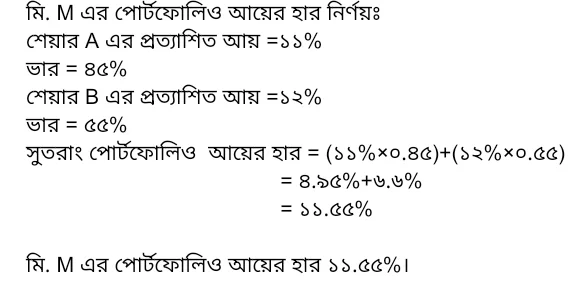 মি. M এর পোর্টফোলিও আয়ের হার নির্ণয়ঃ
শেয়ার A এর প্রত্যাশিত আয় =১১%
ভার = ৪৫%
শেয়ার B এর প্রত্যাশিত আয় =১২%
ভার = ৫৫%
সুতরাং পোর্টফোলিও আয়ের হার = (১১%×০.৪৫)+(১২%×০.৫৫)
= ৪.৯৫%+৬.৬%
= ১১.৫৫%
মি. M এর পোর্টফোলিও আয়ের হার ১১.৫৫%।